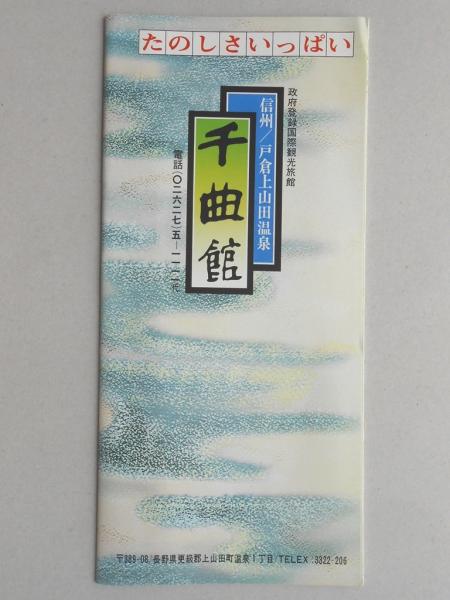 たのしさいっぱい
政府登録国際観光旅館
信州/戸倉上山田温泉
千曲館
電話(〇二六二七)五―一一一一代
〒389-08/長野県更級郡上山田町温泉1丁目/TELEX:3322-206